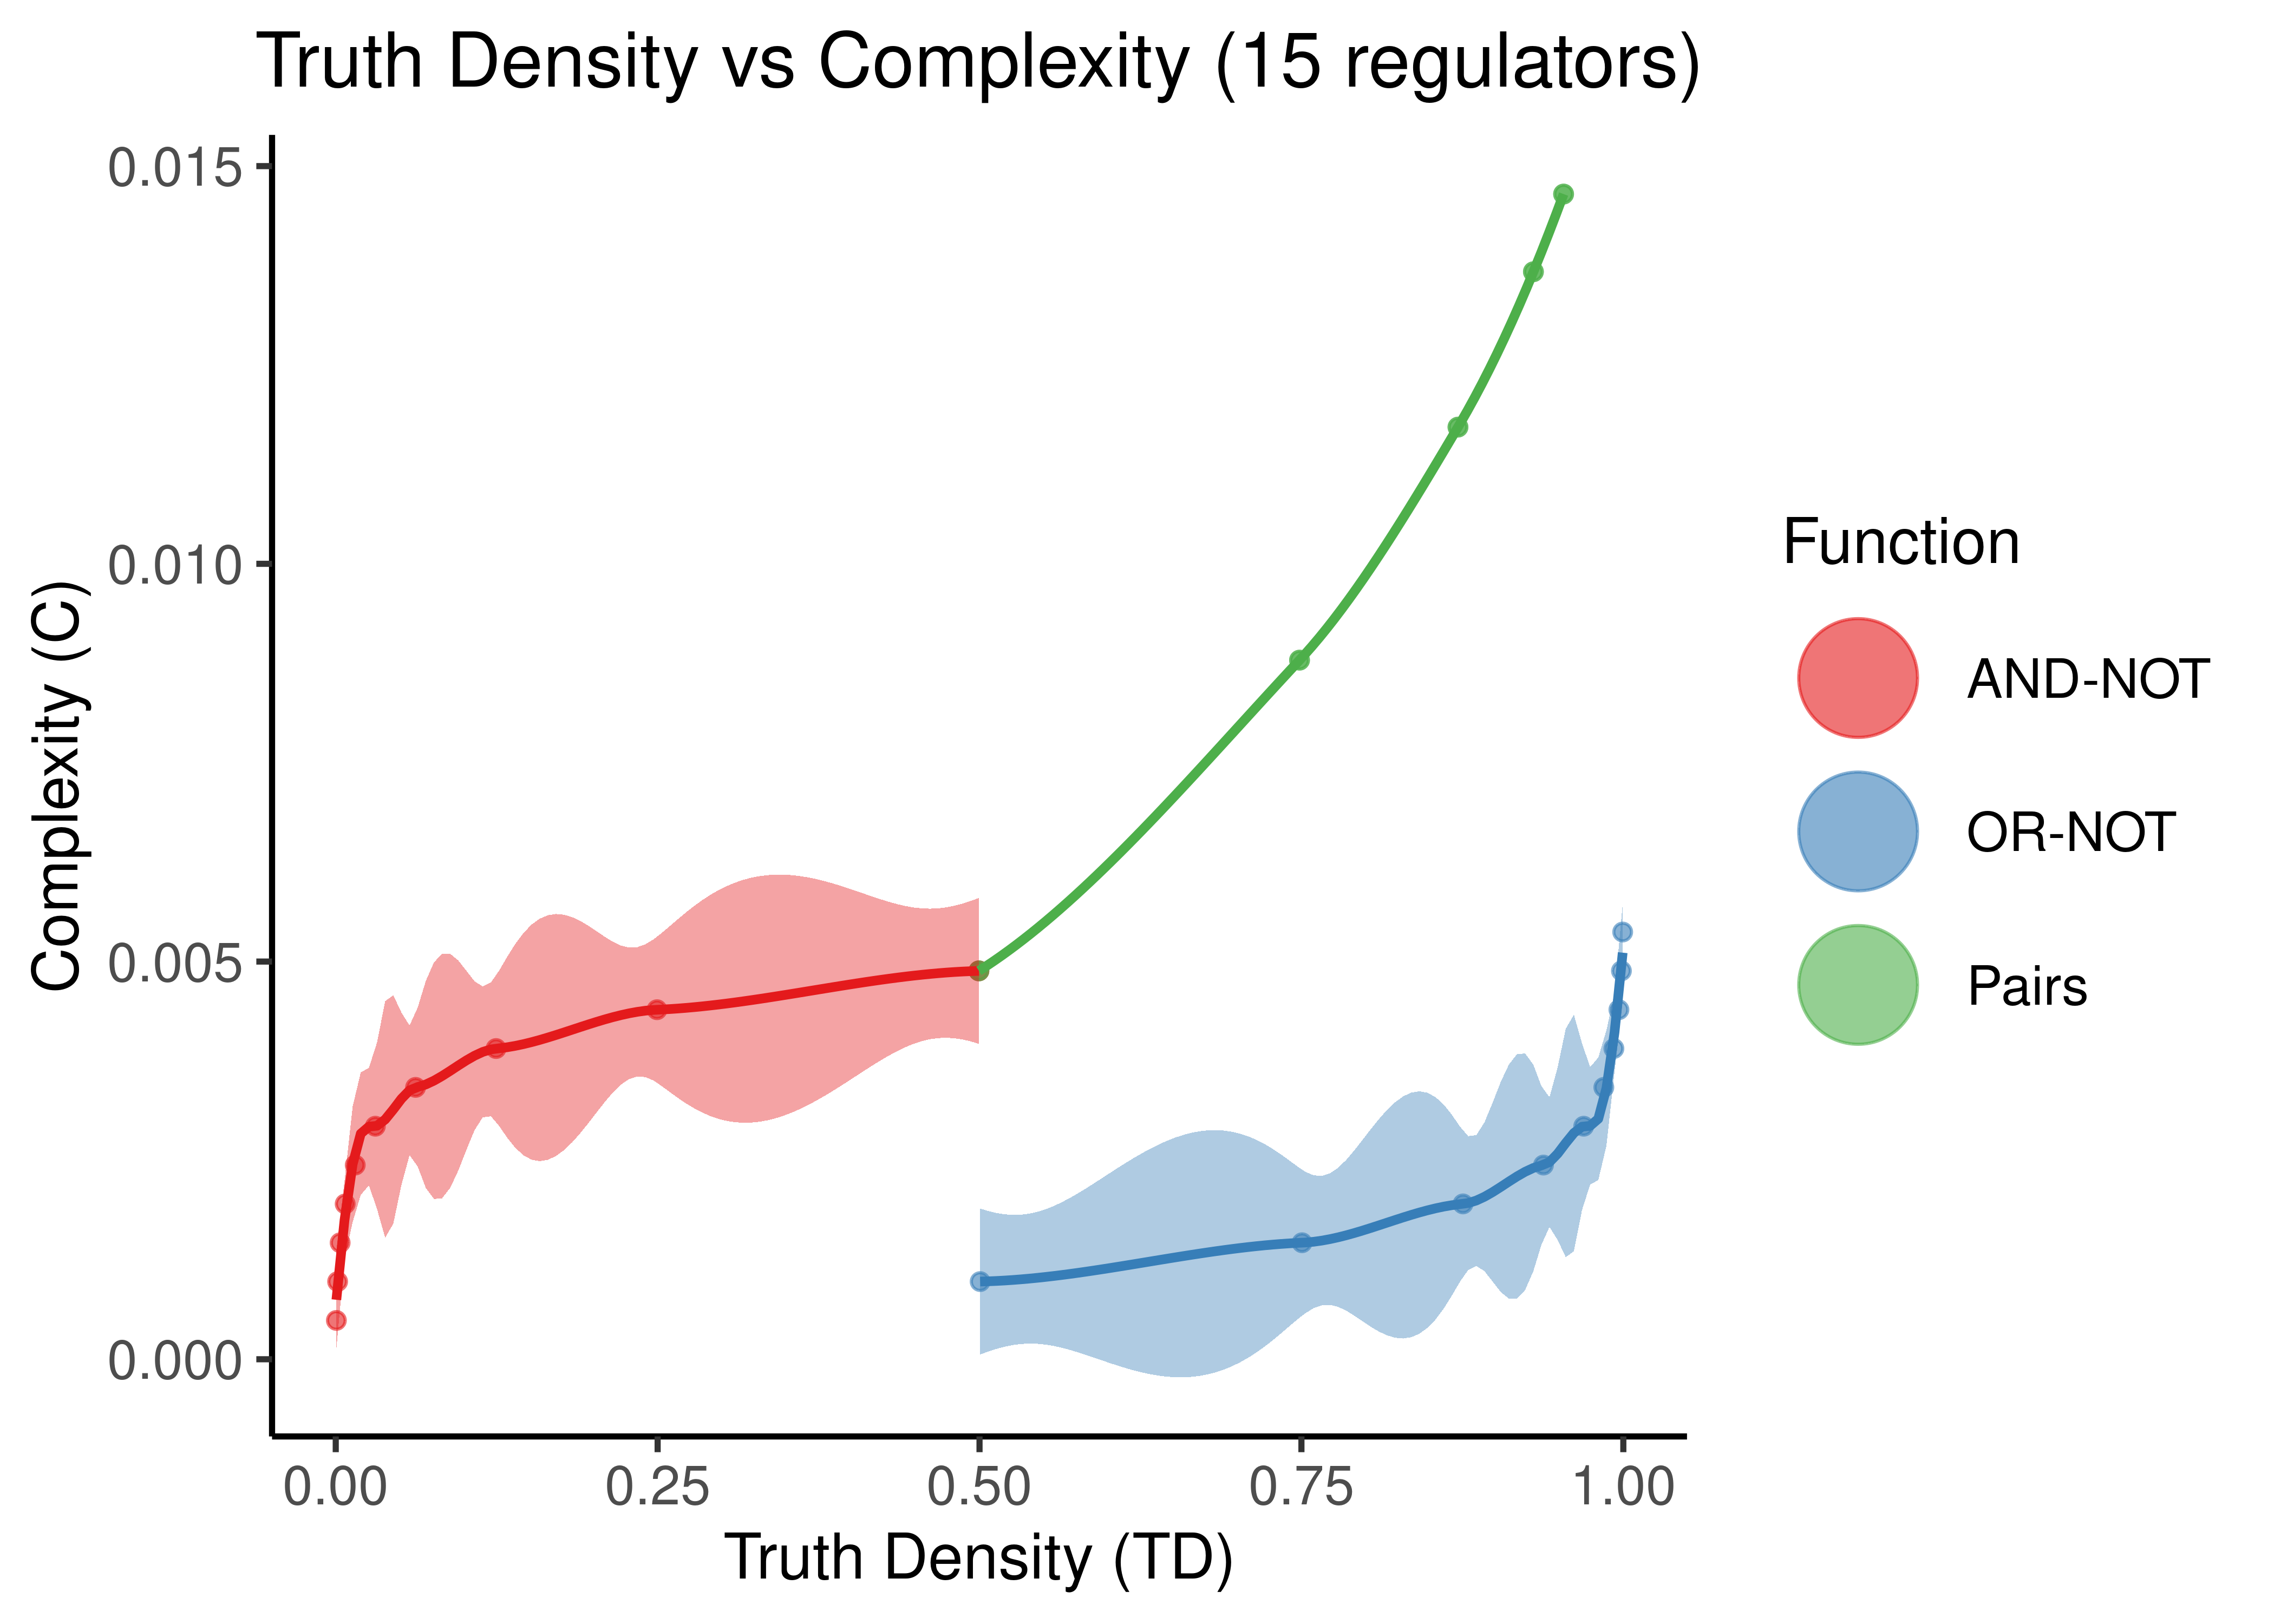 Truth Density vs Complexity (15 regulators)
Complexity (C)
0.015
0.010
0.005
0.000
0.00 0.25 0.50 0.75 1.00
Truth Density (TD)
Function
AND-NOT
OR-NOT
Pairs